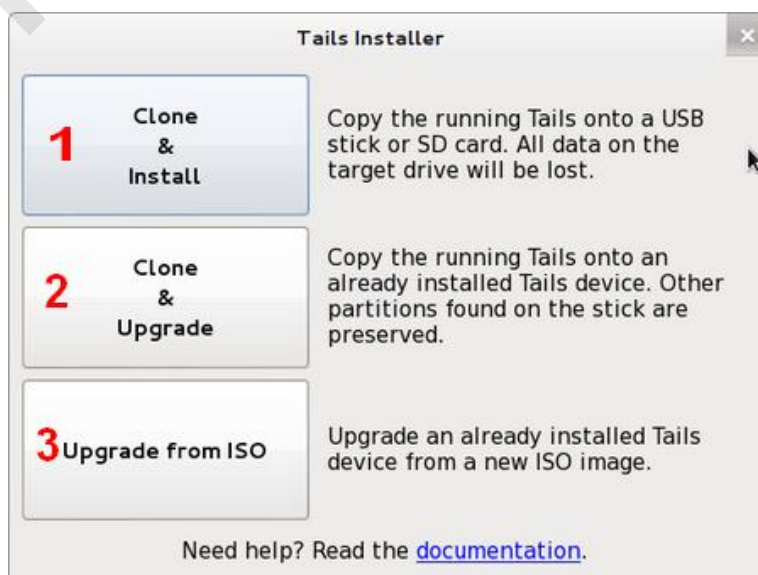 Tails Installer
1
Clone
&
Install
Copy the running Tails onto a USB
stick or SD card. All data on the
target drive will be lost.
2
Clone
&
Upgrade
Copy the running Tails onto an
already installed Tails device. Other
partitions found on the stick are
preserved.
3
Upgrade from ISO
Upgrade an already installed Tails
device from a new ISO image.
Need help? Read the documentation.